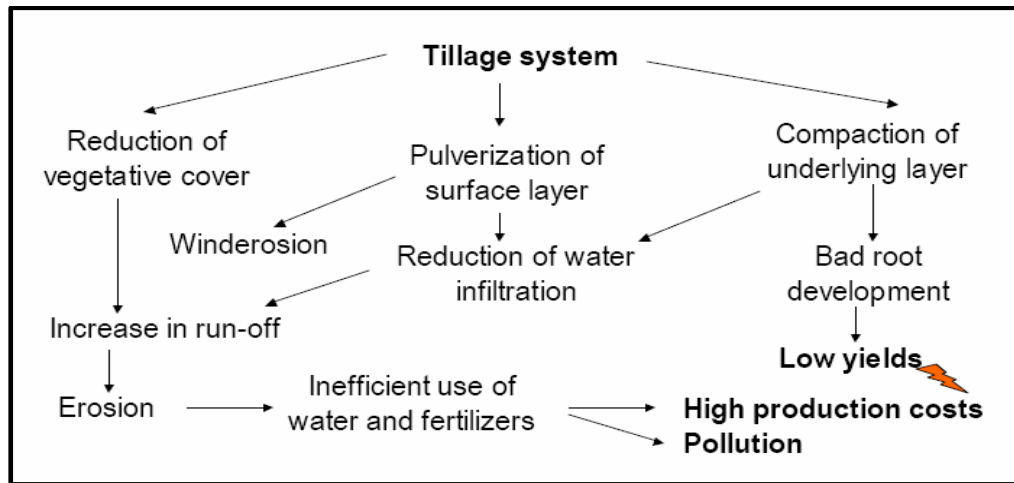 Tillage system
Reduction of
vegetative cover
Pulverization of
surface layer
Compaction of
underlying layer
Winderosion
Reduction of water
infiltration
Bad root
development
Increase in run-off
Low yields
Erosion
Inefficient use of
water and fertilizers
High production costs
Pollution